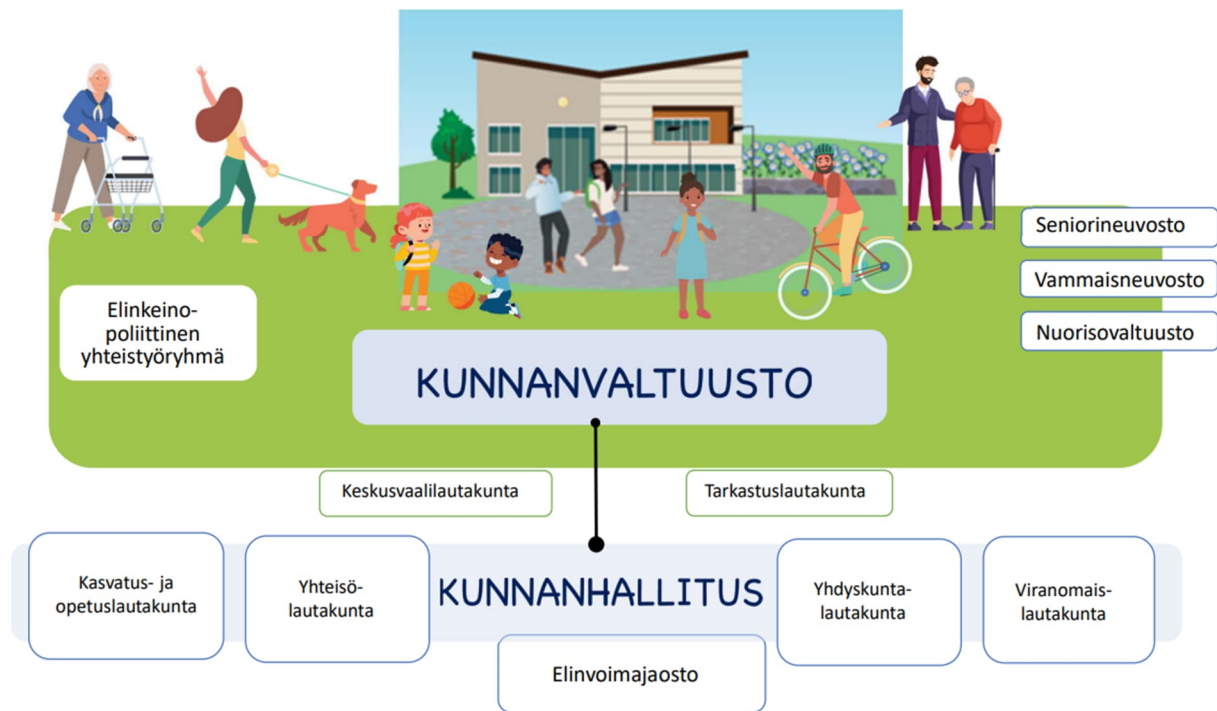 Seniorineuvosto
Vammaisneuvosto
Nuorisovaltuusto
Elinkeino-
poliittinen
yhteistyöryhmä
KUNNANVALTUUSTO
Keskusvaalilautakunta
Tarkastuslautakunta
Kasvatus- ja
opetuslautakunta
Yhteisö-
lautakunta
KUNNANHALLITUS
Yhdyskunta-
lautakunta
Viranomais-
lautakunta
Elinvoimajaosto